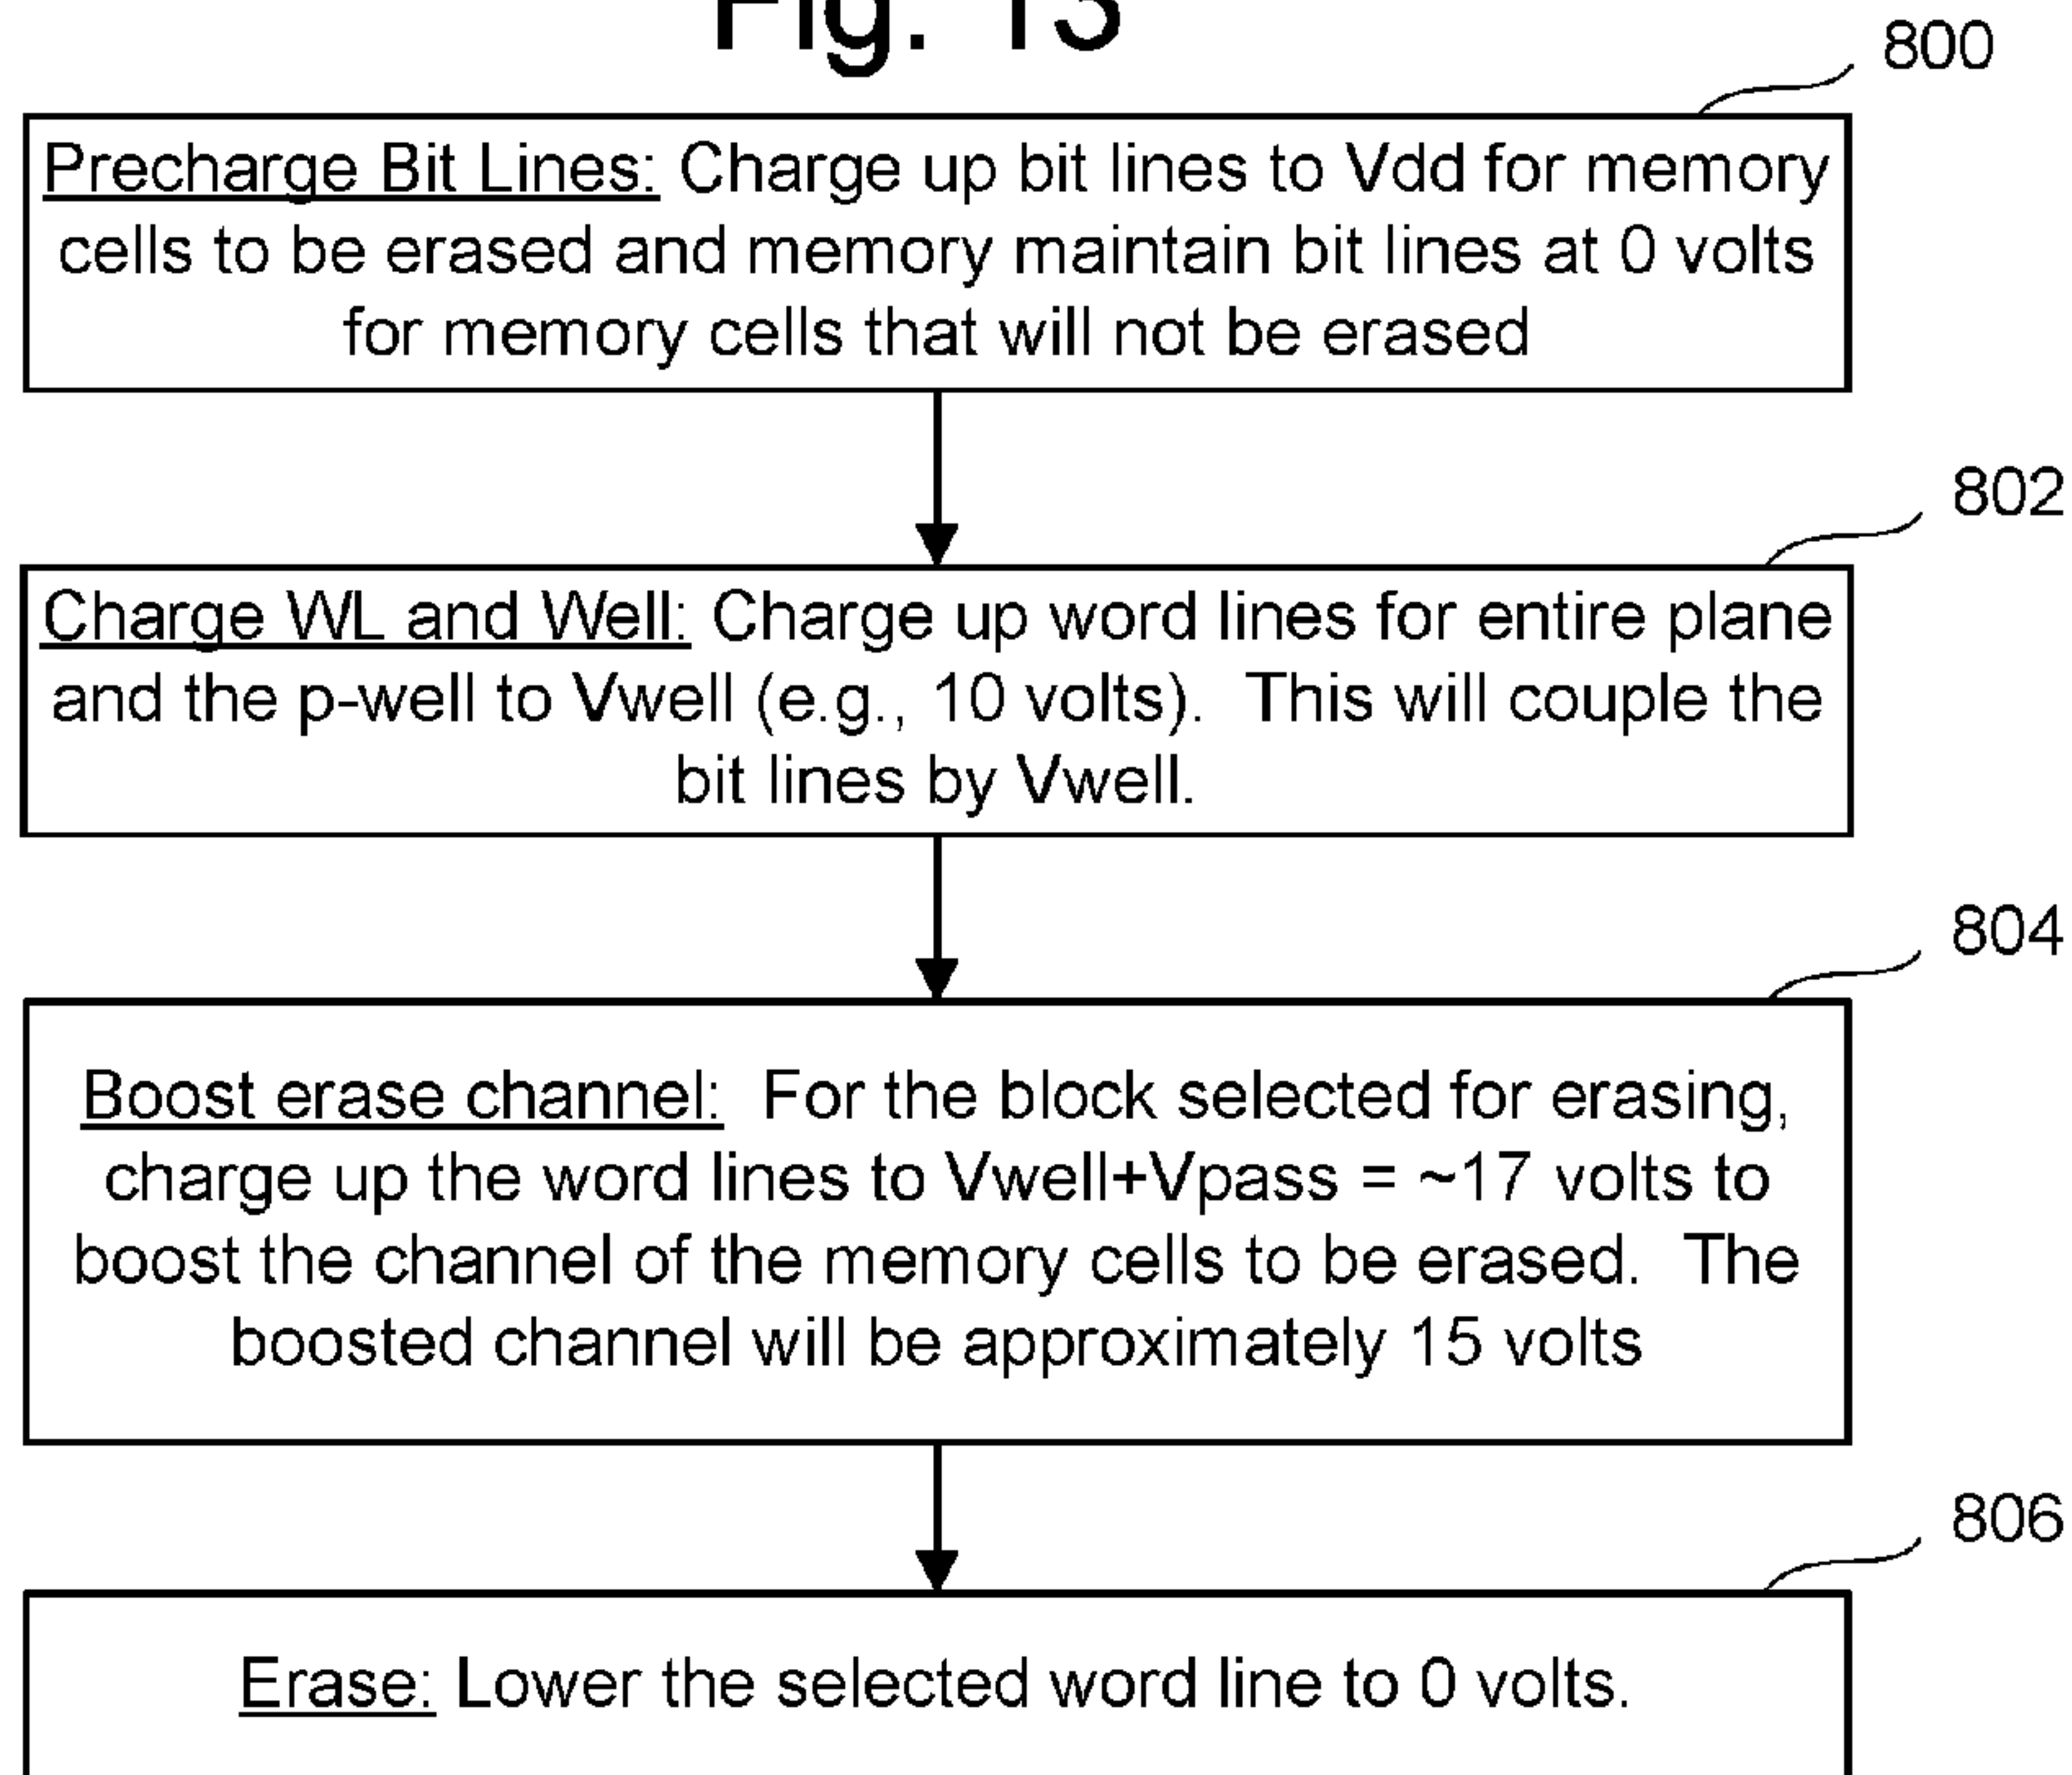 Fig. 13
800
Precharge Bit Lines: Charge up bit lines to Vdd for memory
cells to be erased and memory maintain bit lines at 0 volts
for memory cells that will not be erased
802
Charge WL and Well: Charge up word lines for entire plane
and the p-well to Vwell (e.g., 10 volts). This will couple the
bit lines by Vwell.
804
Boost erase channel: For the block selected for erasing,
charge up the word lines to Vwell+Vpass = ~17 volts to
boost the channel of the memory cells to be erased. The
boosted channel will be approximately 15 volts
806
Erase: Lower the selected word line to 0 volts.